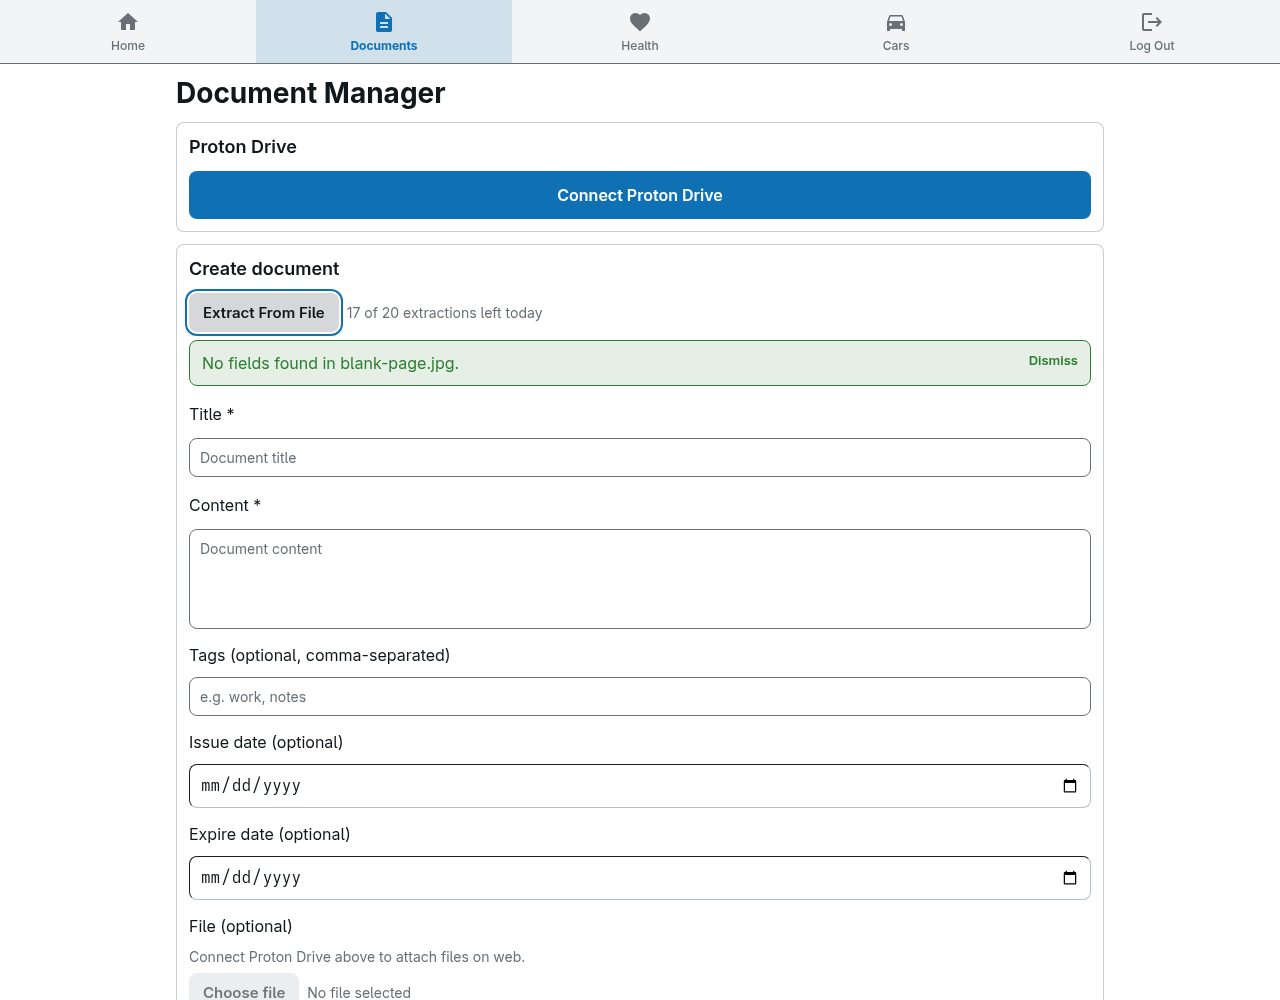 Home
Documents
Health
Cars
Log Out
Document Manager
Proton Drive
Connect Proton Drive
Create document
Extract From File
17 of 20 extractions left today
No fields found in blank-page.jpg.
Dismiss
Title *
Document title
Content *
Document content
Tags (optional, comma-separated)
e.g. work, notes
Issue date (optional)
mm/dd/yyyy
Expire date (optional)
mm/dd/yyyy
File (optional)
Connect Proton Drive above to attach files on web.
Choose file
No file selected